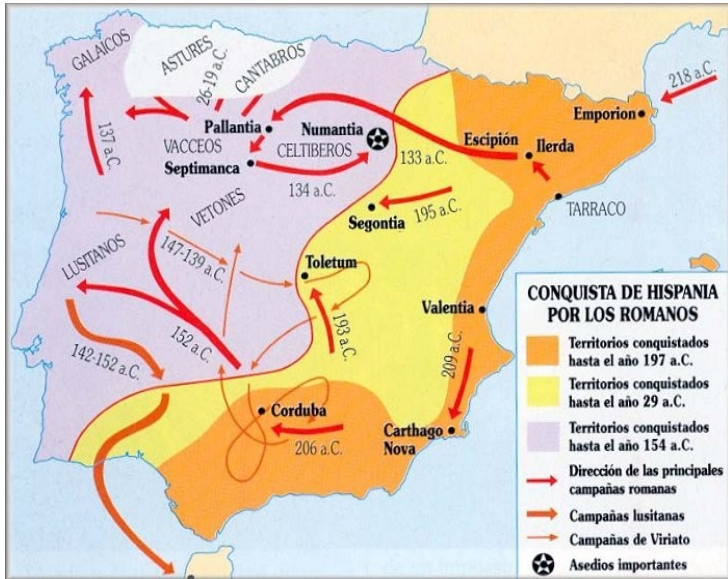 GALAICOS
ASTURES
CANTABROS
26-19 a.C.
218 a.C.
137 a.C.
Pallantia
Numantia
Escipión
Emporion
Ilerda
VACCEOS
CELTIBEROS
Septimanca
133 a.C.
134 a.C.
TARRACO
VETONES
Segontia
195 a.C.
LUSITANOS
147-139 a.C.
Toletum
Valentia
193 a.C.
152 a.C.
142-152 a.C.
209 a.C.
Corduba
206 a.C.
Carthago
Nova
CONQUISTA DE HISPANIA
POR LOS ROMANOS
Territorios conquistados
hasta el año 197 a.C.
Territorios conquistados
hasta el año 29 a.C.
Territorios conquistados
hasta el año 154 a.C.
Dirección de las principales
campañas romanas
Campañas lusitanas
Campañas de Viriato
Asedios importantes